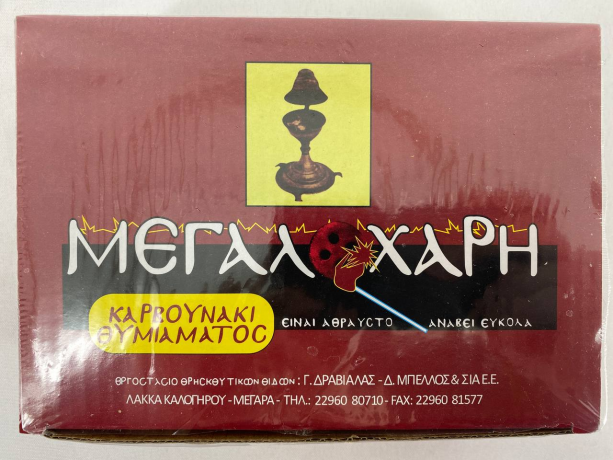 ΜΕΓΑΛΟΧΑΡΗ
ΚΑΡΒΟΥΝΑΚΙ
ΘΥΜΙΑΜΑΤΟΣ
ΕΙΝΑΙ ΑΘΡΑΥΣΤΟ ΑΝΑΒΕΙ ΕΥΚΟΛΑ
ΕΡΓΟΣΤΑΣΙΟ ΘΡΗΣΚΕΥΤΙΚΩΝ ΕΙΔΩΝ : Γ. ΔΡΑΒΙΑΛΑΣ - Δ. ΜΠΕΛΛΟΣ & ΣΙΑ Ε.Ε.
ΛΑΚΚΑ ΚΑΛΟΓΗΡΟΥ - ΜΕΓΑΡΑ - ΤΗΛ.: 22960 80710 - FAX: 22960 81577